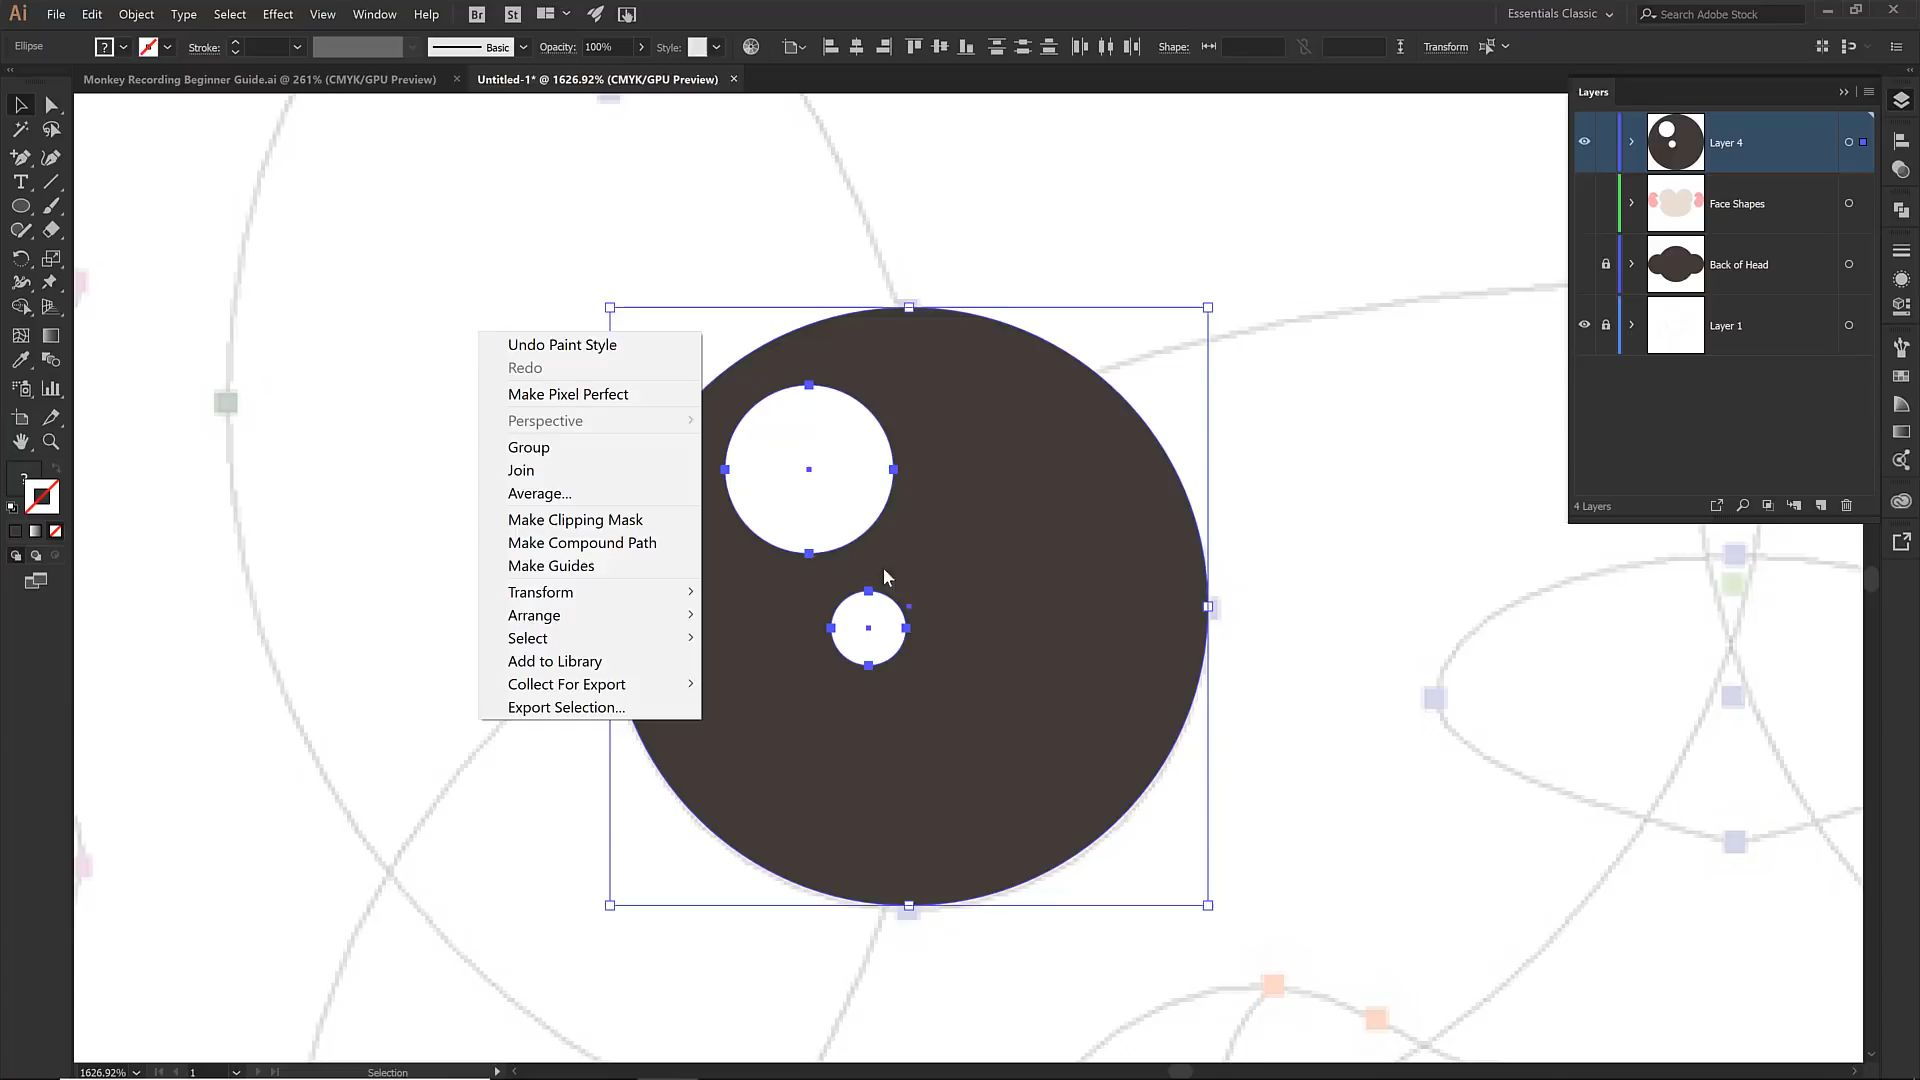 Ai File Edit Object Type Select Effect View Window Help Br St Essentials Classic Search Adobe Stock
Ellipse ? Stroke: Basic Opacity: 100% Style: Shape: Transform
Monkey Recording Beginner Guide.ai @ 261% (CMYK/GPU Preview) × Untitled-1* @ 1626.92% (CMYK/GPU Preview) ×
Layers
Layer 4
Face Shapes
Back of Head
Layer 1
4 Layers
Undo Paint Style
Redo
Make Pixel Perfect
Perspective
Group
Join
Average...
Make Clipping Mask
Make Compound Path
Make Guides
Transform
Arrange
Select
Add to Library
Collect For Export
Export Selection...
?
1626.92% 1 Selection